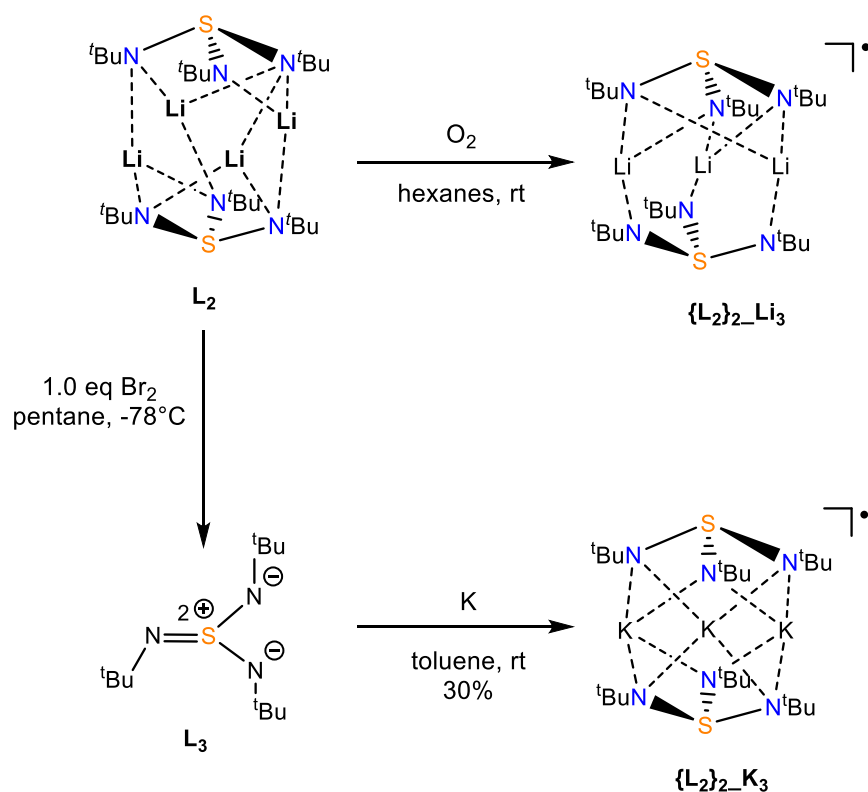 S
ᵗBuN
ᵗBuN
NᵗBu
Li
Li
Li
Li
NᵗBu
ᵗBuN
NᵗBu
S
L₂
O₂
hexanes, rt
S
ᵗBuN
NᵗBu
NᵗBu
Li
Li
Li
ᵗBuN
ᵗBuN
NᵗBu
S
{L₂}₂_Li₃
1.0 eq Br₂
pentane, -78°C
ᵗBu
N ⊖
2 ⊕
N
S
N ⊖
ᵗBu
ᵗBu
L₃
K
toluene, rt
30%
S
ᵗBuN
NᵗBu
NᵗBu
K
K
K
NᵗBu
ᵗBuN
NᵗBu
S
{L₂}₂_K₃